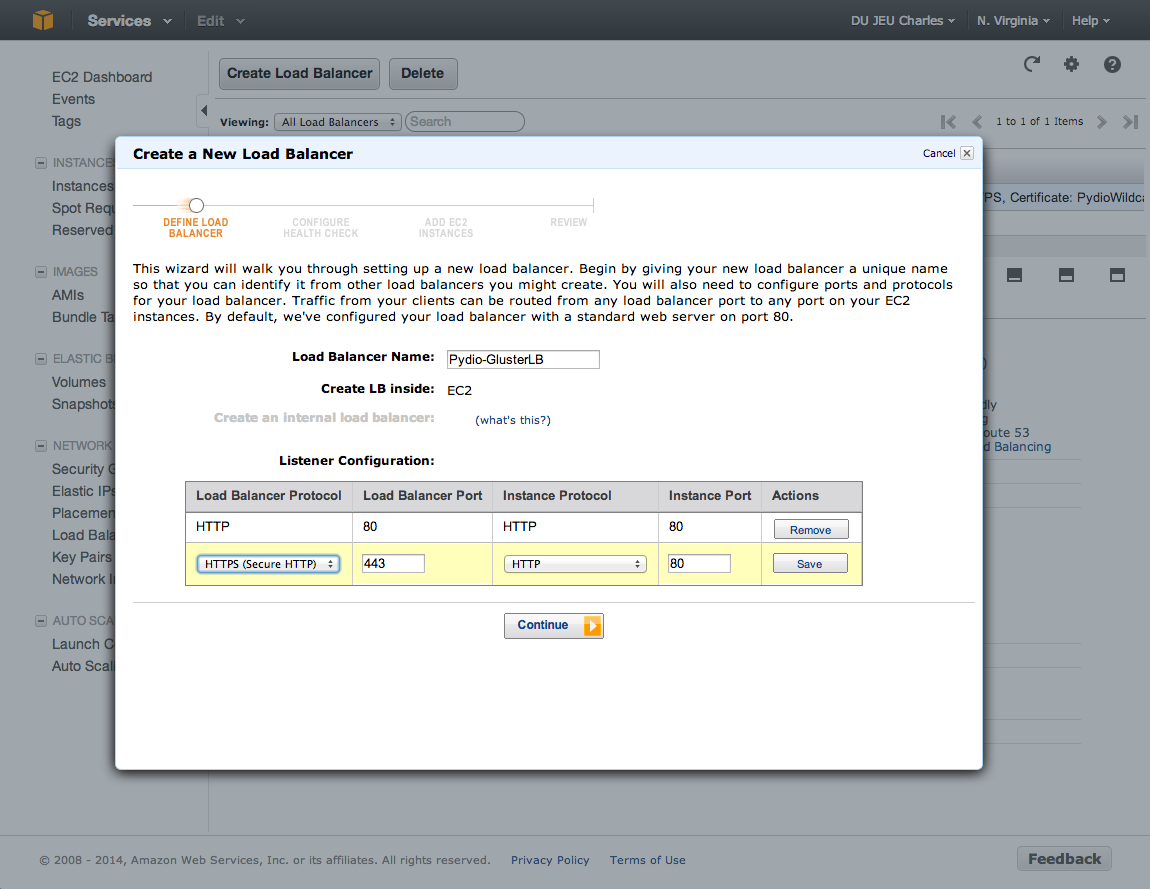 Services Edit DU JEU Charles N. Virginia Help
EC2 Dashboard
Events
Tags
INSTANCES
Instances
Spot Requ
Reserved
IMAGES
AMIs
Bundle Ta
ELASTIC B
Volumes
Snapshots
NETWORK
Security G
Elastic IPs
Placemen
Load Bala
Key Pairs
Network I
AUTO SCA
Launch C
Auto Scali
Create Load Balancer Delete
Viewing: All Load Balancers Search 1 to 1 of 1 Items
PS, Certificate: PydioWildca
dly
g
oute 53
d Balancing
Create a New Load Balancer Cancel
DEFINE LOAD BALANCER
CONFIGURE HEALTH CHECK
ADD EC2 INSTANCES
REVIEW
This wizard will walk you through setting up a new load balancer. Begin by giving your new load balancer a unique name
so that you can identify it from other load balancers you might create. You will also need to configure ports and protocols
for your load balancer. Traffic from your clients can be routed from any load balancer port to any port on your EC2
instances. By default, we've configured your load balancer with a standard web server on port 80.
Load Balancer Name: Pydio-GlusterLB
Create LB inside: EC2
Create an internal load balancer: (what's this?)
Listener Configuration:
Load Balancer Protocol Load Balancer Port Instance Protocol Instance Port Actions
HTTP 80 HTTP 80 Remove
HTTPS (Secure HTTP) 443 HTTP 80 Save
Continue
© 2008 - 2014, Amazon Web Services, Inc. or its affiliates. All rights reserved. Privacy Policy Terms of Use Feedback